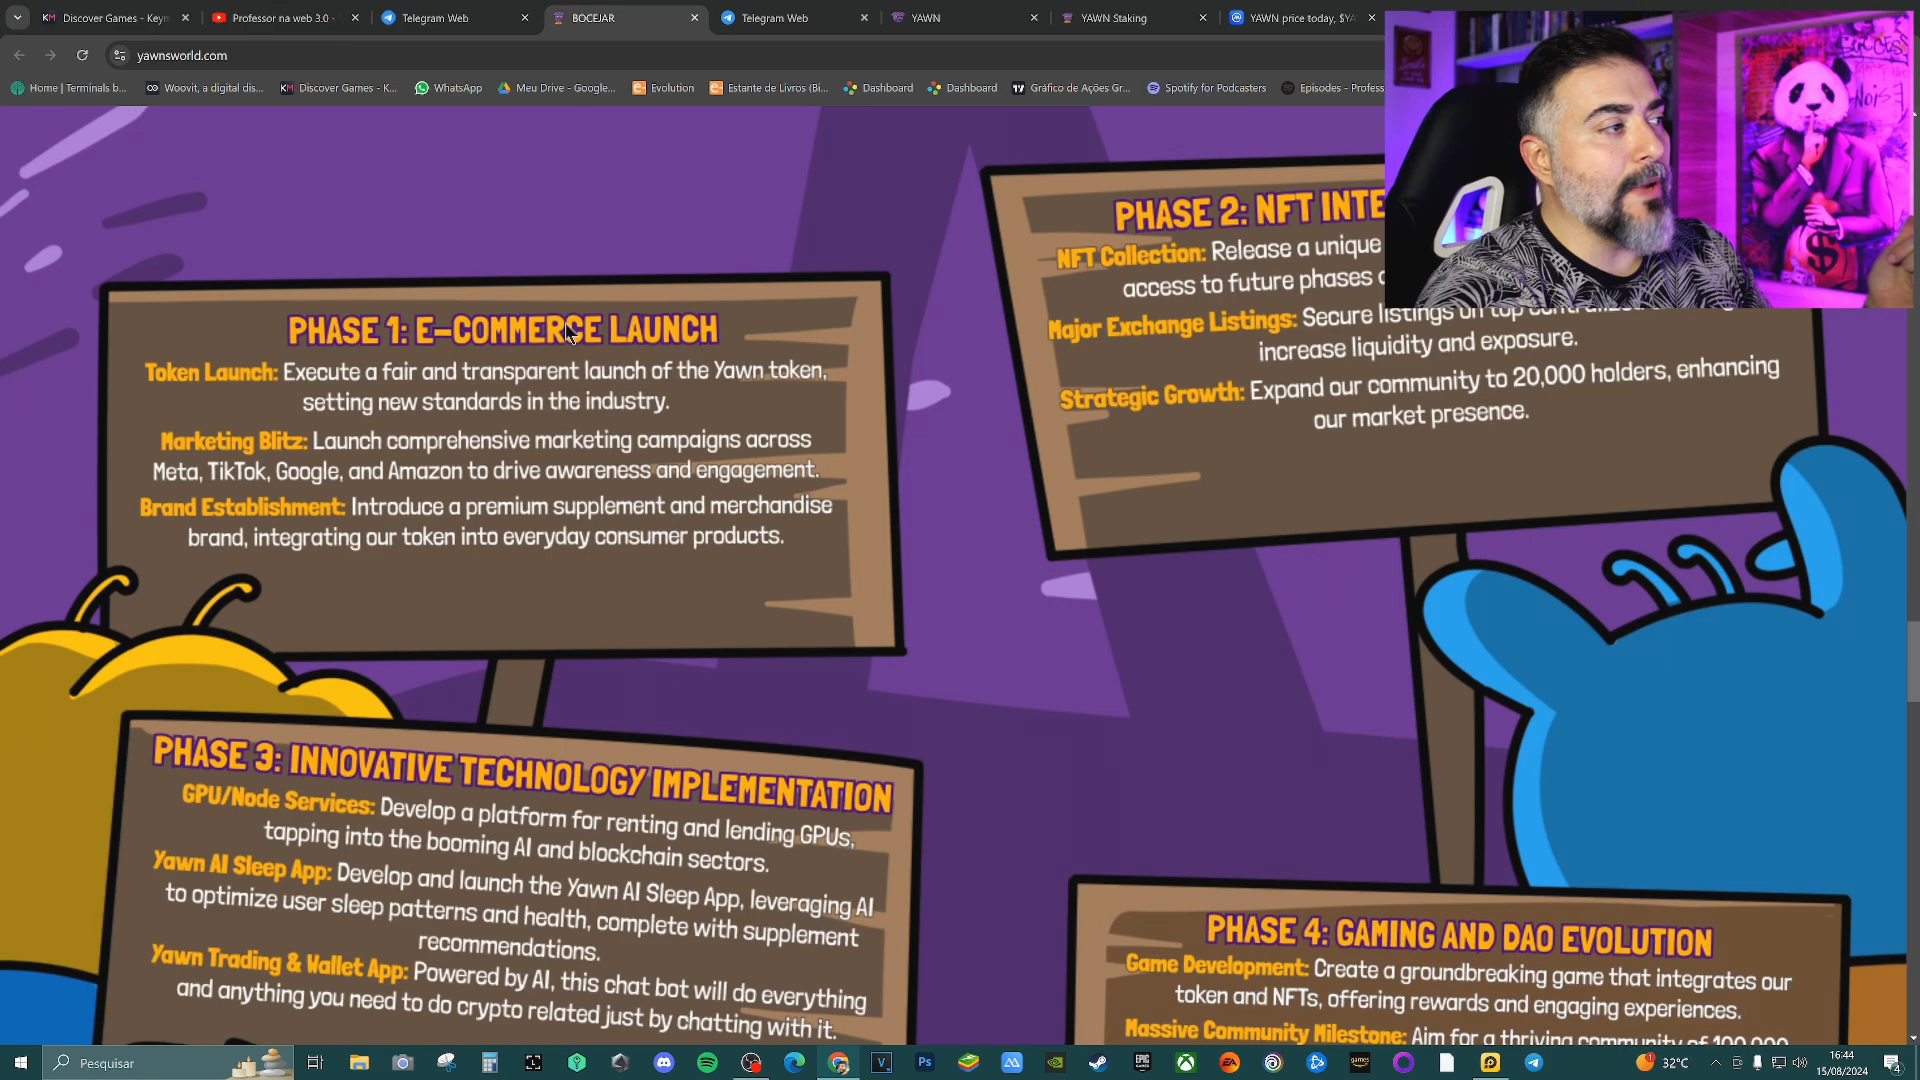 Discover Games - Keyn
Professor na web 3.0 -
Telegram Web
BOCEJAR
Telegram Web
YAWN
YAWN Staking
YAWN price today, $YA
yawnsworld.com
Home | Terminals b...
Woovit, a digital dis...
Discover Games - K...
WhatsApp
Meu Drive - Google...
Evolution
Estante de Livros (Bi...
Dashboard
Dashboard
Gráfico de Ações Gr...
Spotify for Podcasters
Episodes - Profess
PHASE 1: E-COMMERCE LAUNCH
Token Launch: Execute a fair and transparent launch of the Yawn token,
setting new standards in the industry.
Marketing Blitz: Launch comprehensive marketing campaigns across
Meta, TikTok, Google, and Amazon to drive awareness and engagement.
Brand Establishment: Introduce a premium supplement and merchandise
brand, integrating our token into everyday consumer products.
PHASE 2: NFT INTE
NFT Collection: Release a unique
access to future phases
Major Exchange Listings: Secure listings on top
increase liquidity and exposure.
Strategic Growth: Expand our community to 20,000 holders, enhancing
our market presence.
PHASE 3: INNOVATIVE TECHNOLOGY IMPLEMENTATION
GPU/Node Services: Develop a platform for renting and lending GPUs,
tapping into the booming AI and blockchain sectors.
Yawn AI Sleep App: Develop and launch the Yawn AI Sleep App, leveraging AI
to optimize user sleep patterns and health, complete with supplement
recommendations.
Yawn Trading & Wallet App: Powered by AI, this chat bot will do everything
and anything you need to do crypto related just by chatting with it.
PHASE 4: GAMING AND DAO EVOLUTION
Game Development: Create a groundbreaking game that integrates our
token and NFTs, offering rewards and engaging experiences.
Massive Community Milestone: Aim for a thriving community of 100,000
Pesquisar
32°C
16:44
15/08/2024